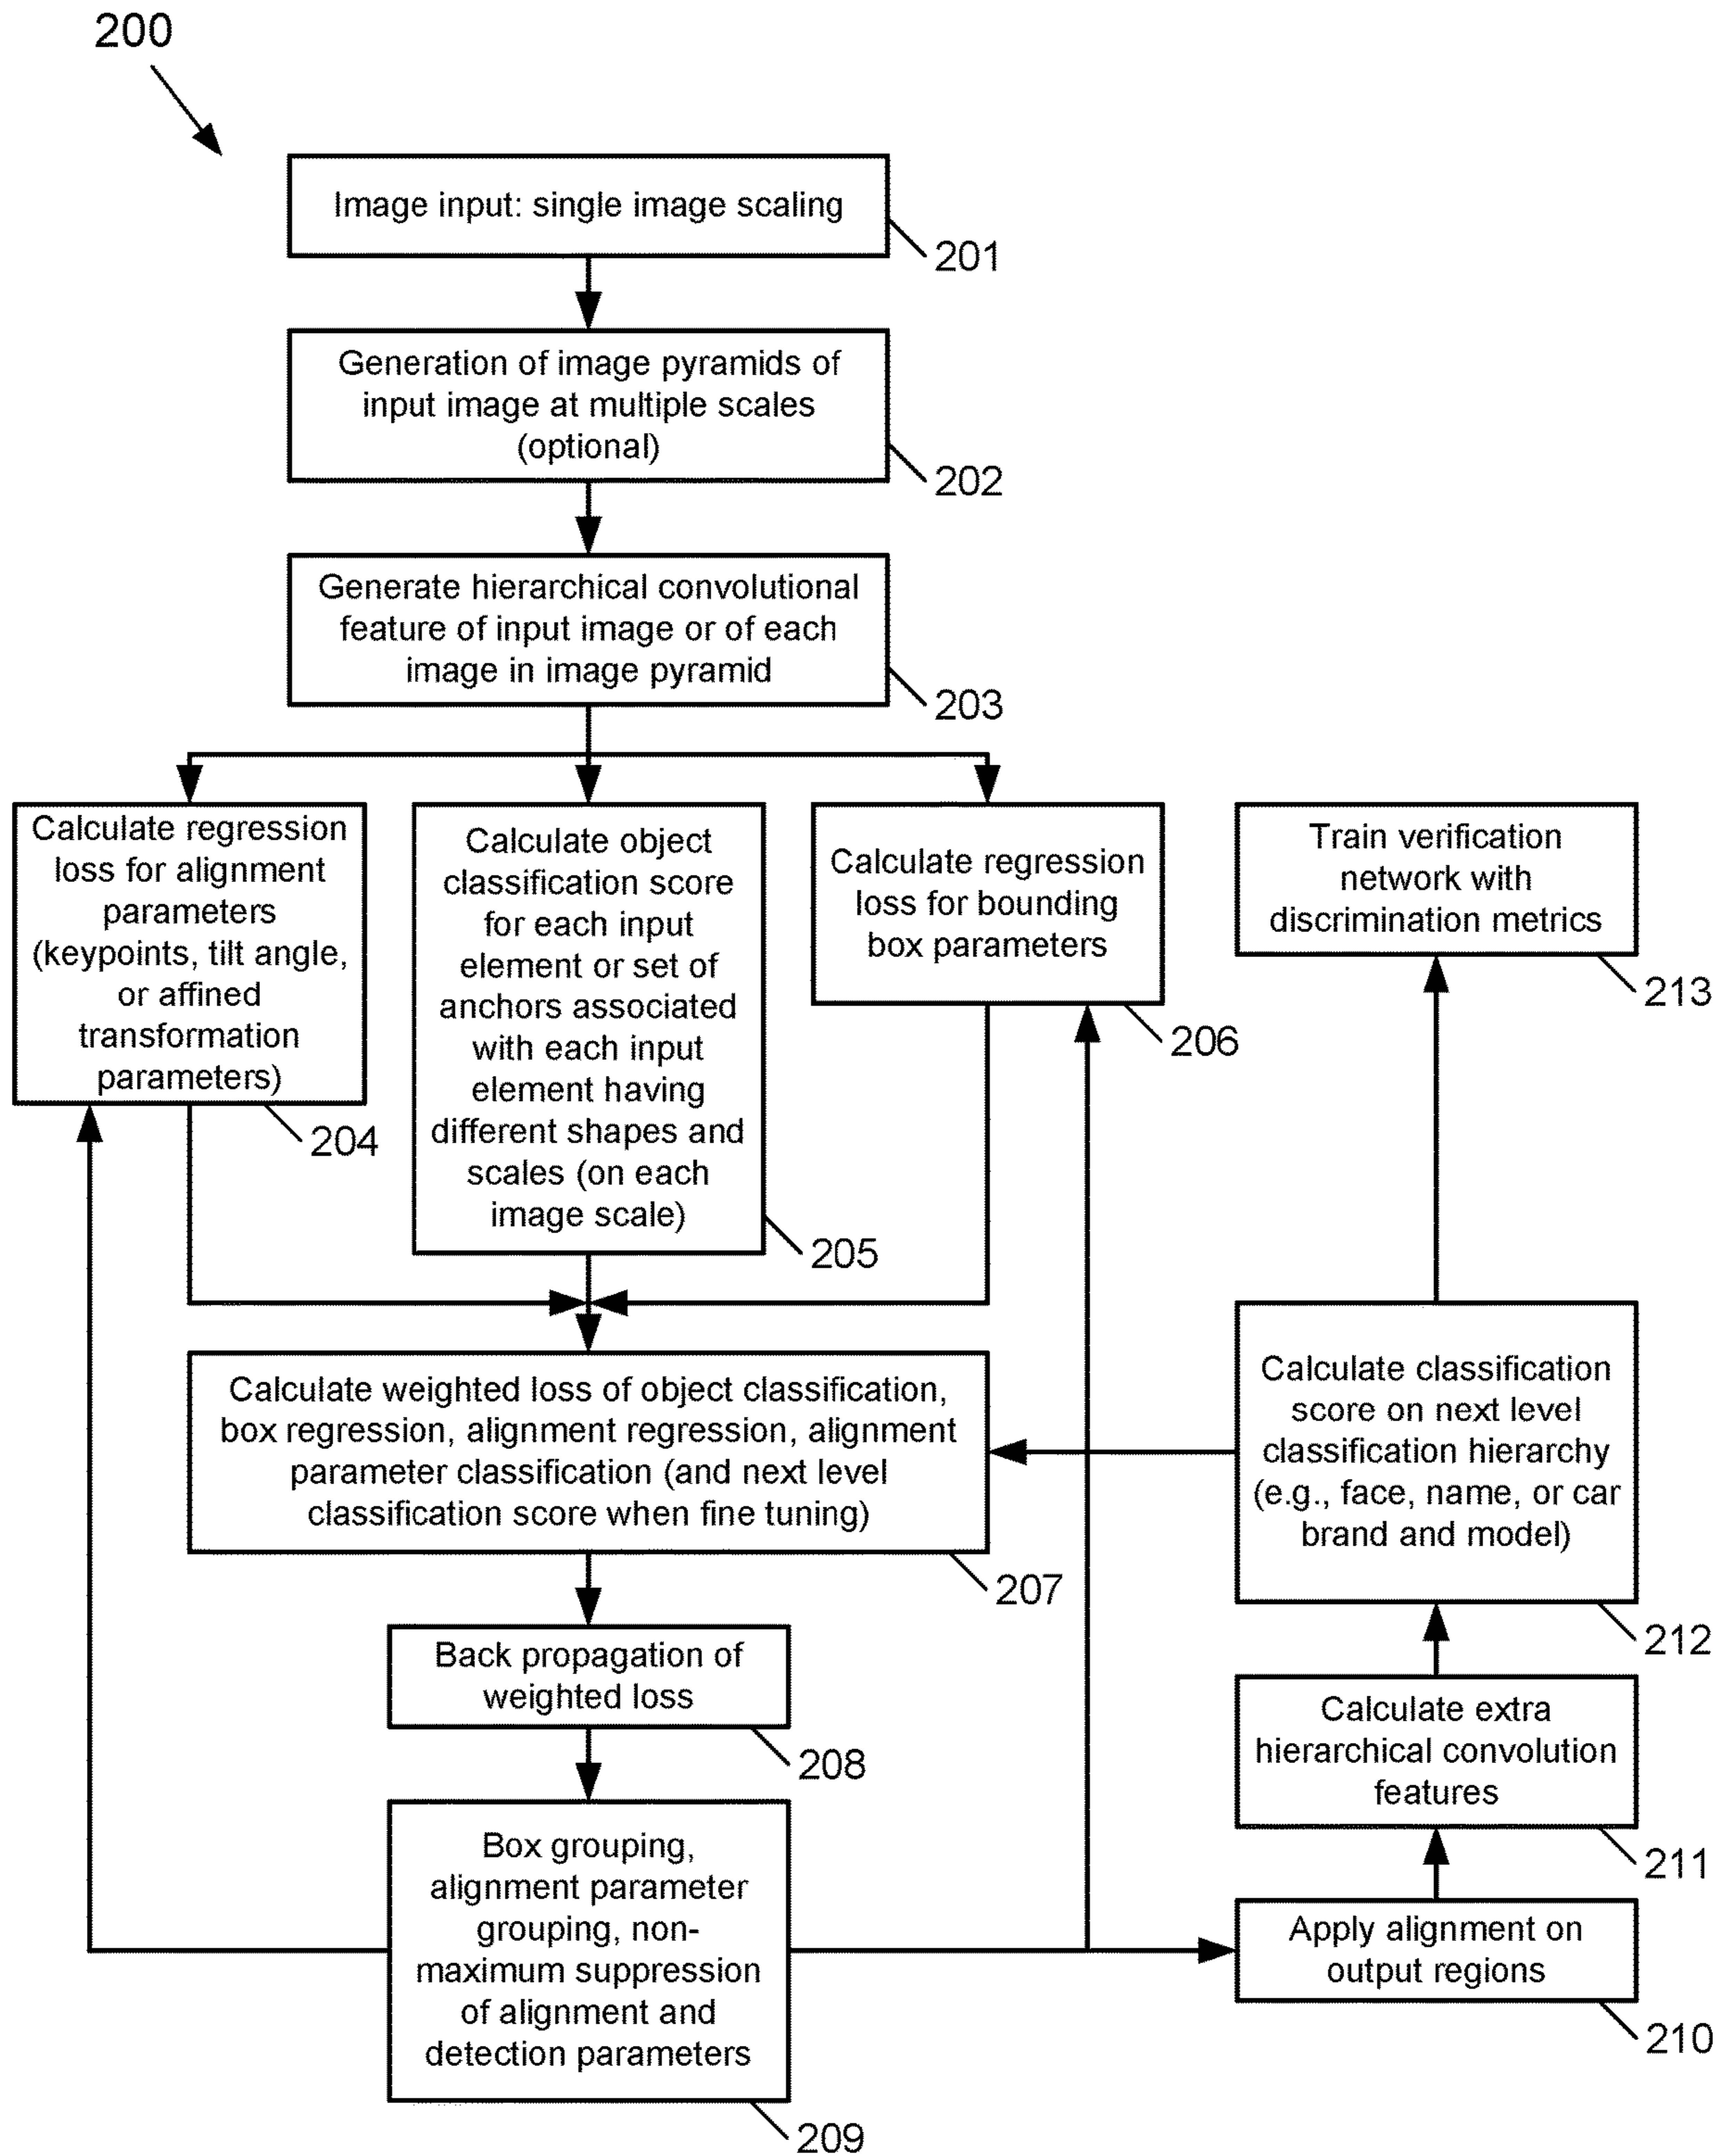 200
Image input: single image scaling
201
Generation of image pyramids of
input image at multiple scales
(optional)
202
Generate hierarchical convolutional
feature of input image or of each
image in image pyramid
203
Calculate regression
loss for alignment
parameters
(keypoints, tilt angle,
or affined
transformation
parameters)
204
Calculate object
classification score
for each input
element or set of
anchors associated
with each input
element having
different shapes and
scales (on each
image scale)
205
Calculate regression
loss for bounding
box parameters
206
Train verification
network with
discrimination metrics
213
Calculate weighted loss of object classification,
box regression, alignment regression, alignment
parameter classification (and next level
classification score when fine tuning)
207
Calculate classification
score on next level
classification hierarchy
(e.g., face, name, or car
brand and model)
212
Back propagation of
weighted loss
208
Calculate extra
hierarchical convolution
features
211
Box grouping,
alignment parameter
grouping, non-
maximum suppression
of alignment and
detection parameters
209
Apply alignment on
output regions
210